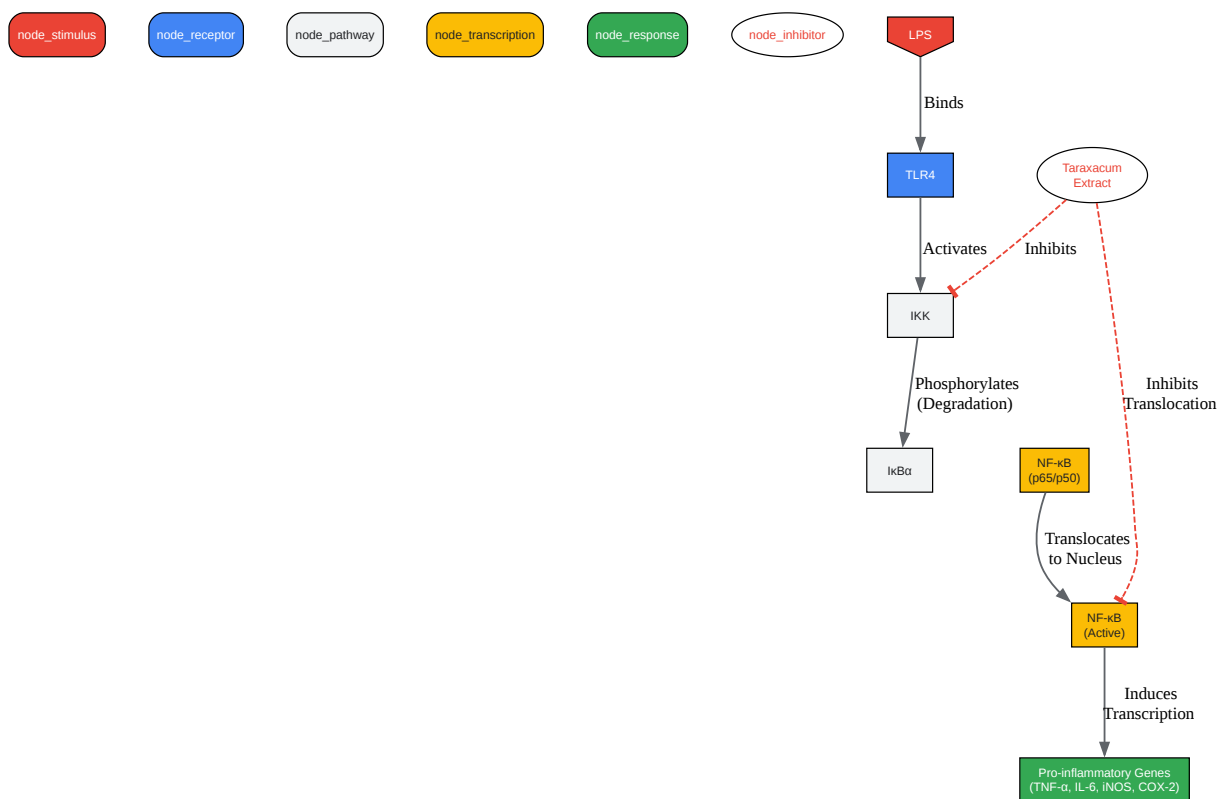 node_stimulus
node_receptor
node_pathway
node_transcription
node_response
node_inhibitor
LPS
Binds
TLR4
Taraxacum
Extract
Activates
Inhibits
IKK
Phosphorylates
(Degradation)
Inhibits
Translocation
IκBα
NF-κB
(p65/p50)
Translocates
to Nucleus
NF-κB
(Active)
Induces
Transcription
Pro-inflammatory Genes
(TNF-α, IL-6, iNOS, COX-2)